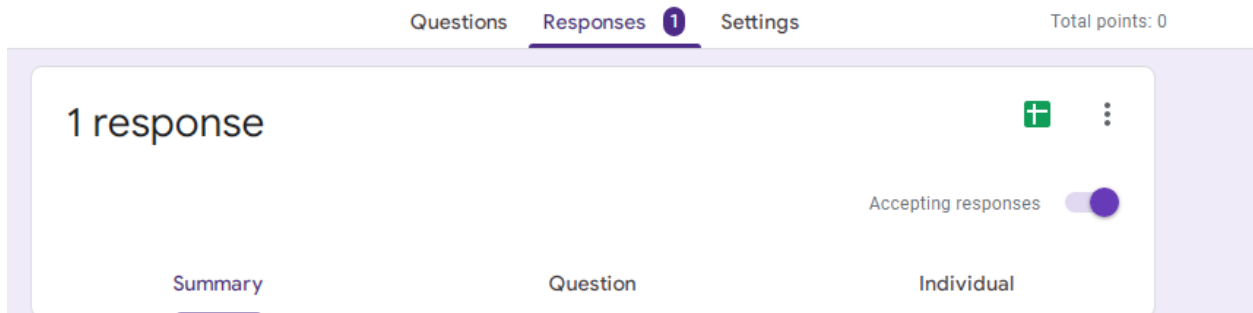 Questions Responses 1 Settings Total points: 0
1 response
Accepting responses
Summary Question Individual